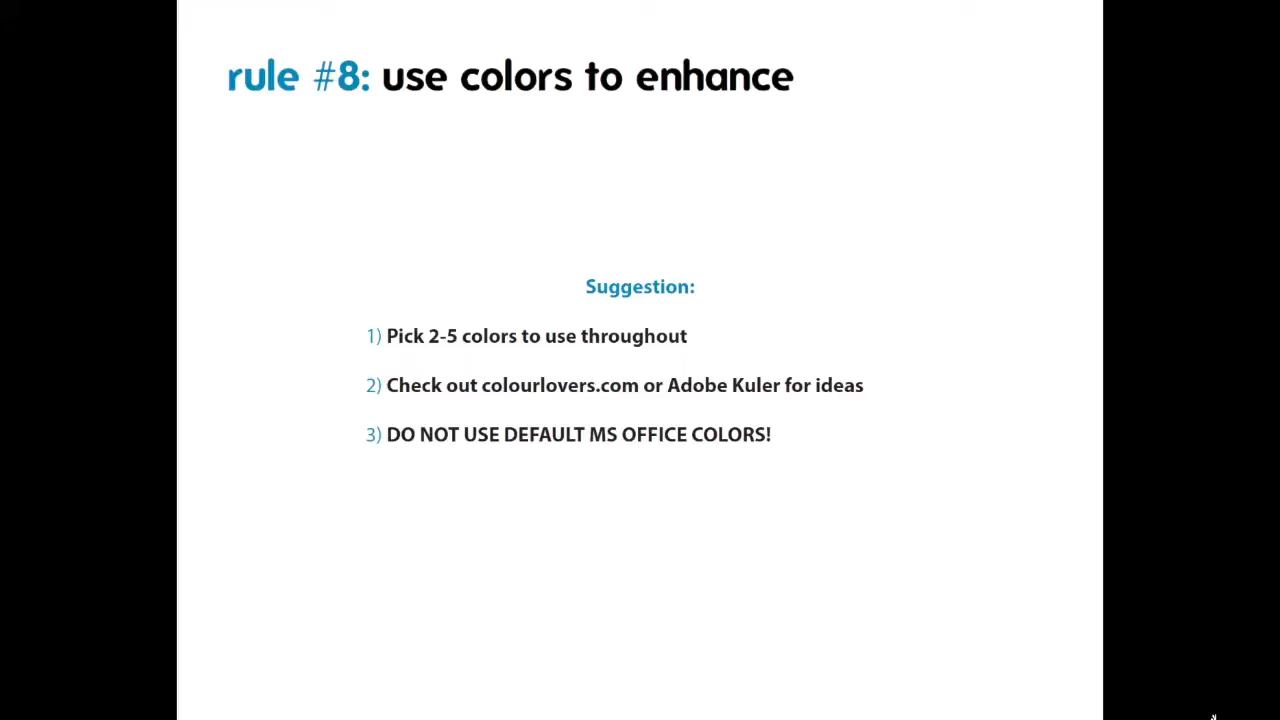 rule #8: use colors to enhance
Suggestion:
1) Pick 2-5 colors to use throughout
2) Check out colourlovers.com or Adobe Kuler for ideas
3) DO NOT USE DEFAULT MS OFFICE COLORS!